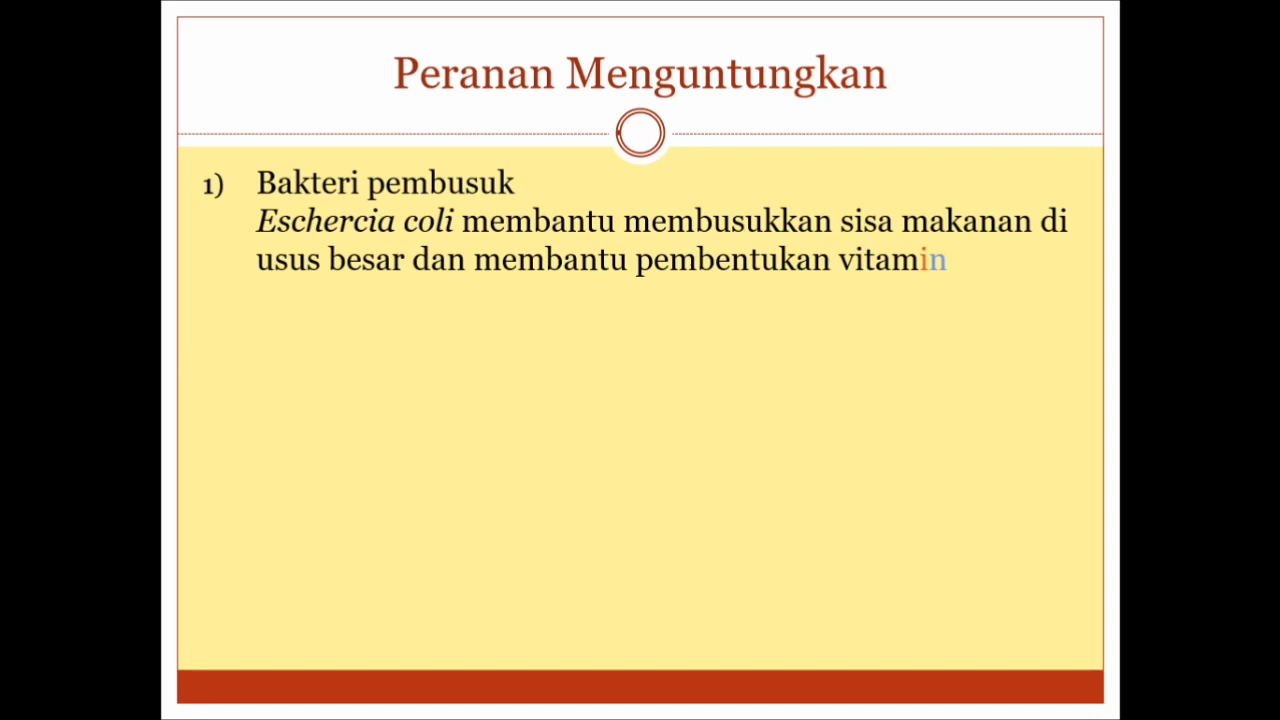 Peranan Menguntungkan
1) Bakteri pembusuk
Eschercia coli membantu membusukkan sisa makanan di
usus besar dan membantu pembentukan vitamin